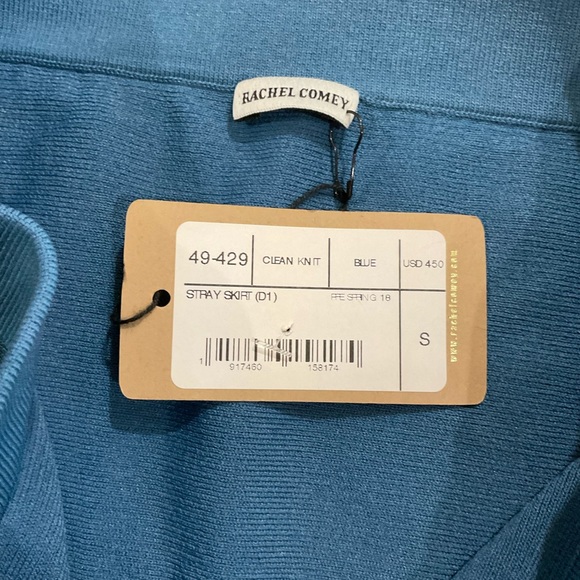 RACHEL COMEY
49-429 CLEAN KNIT BLUE USD 450
STRAY SKIRT (D1) PRE SPRING 18
S
1 917460 158174
www.rachelcomey.com